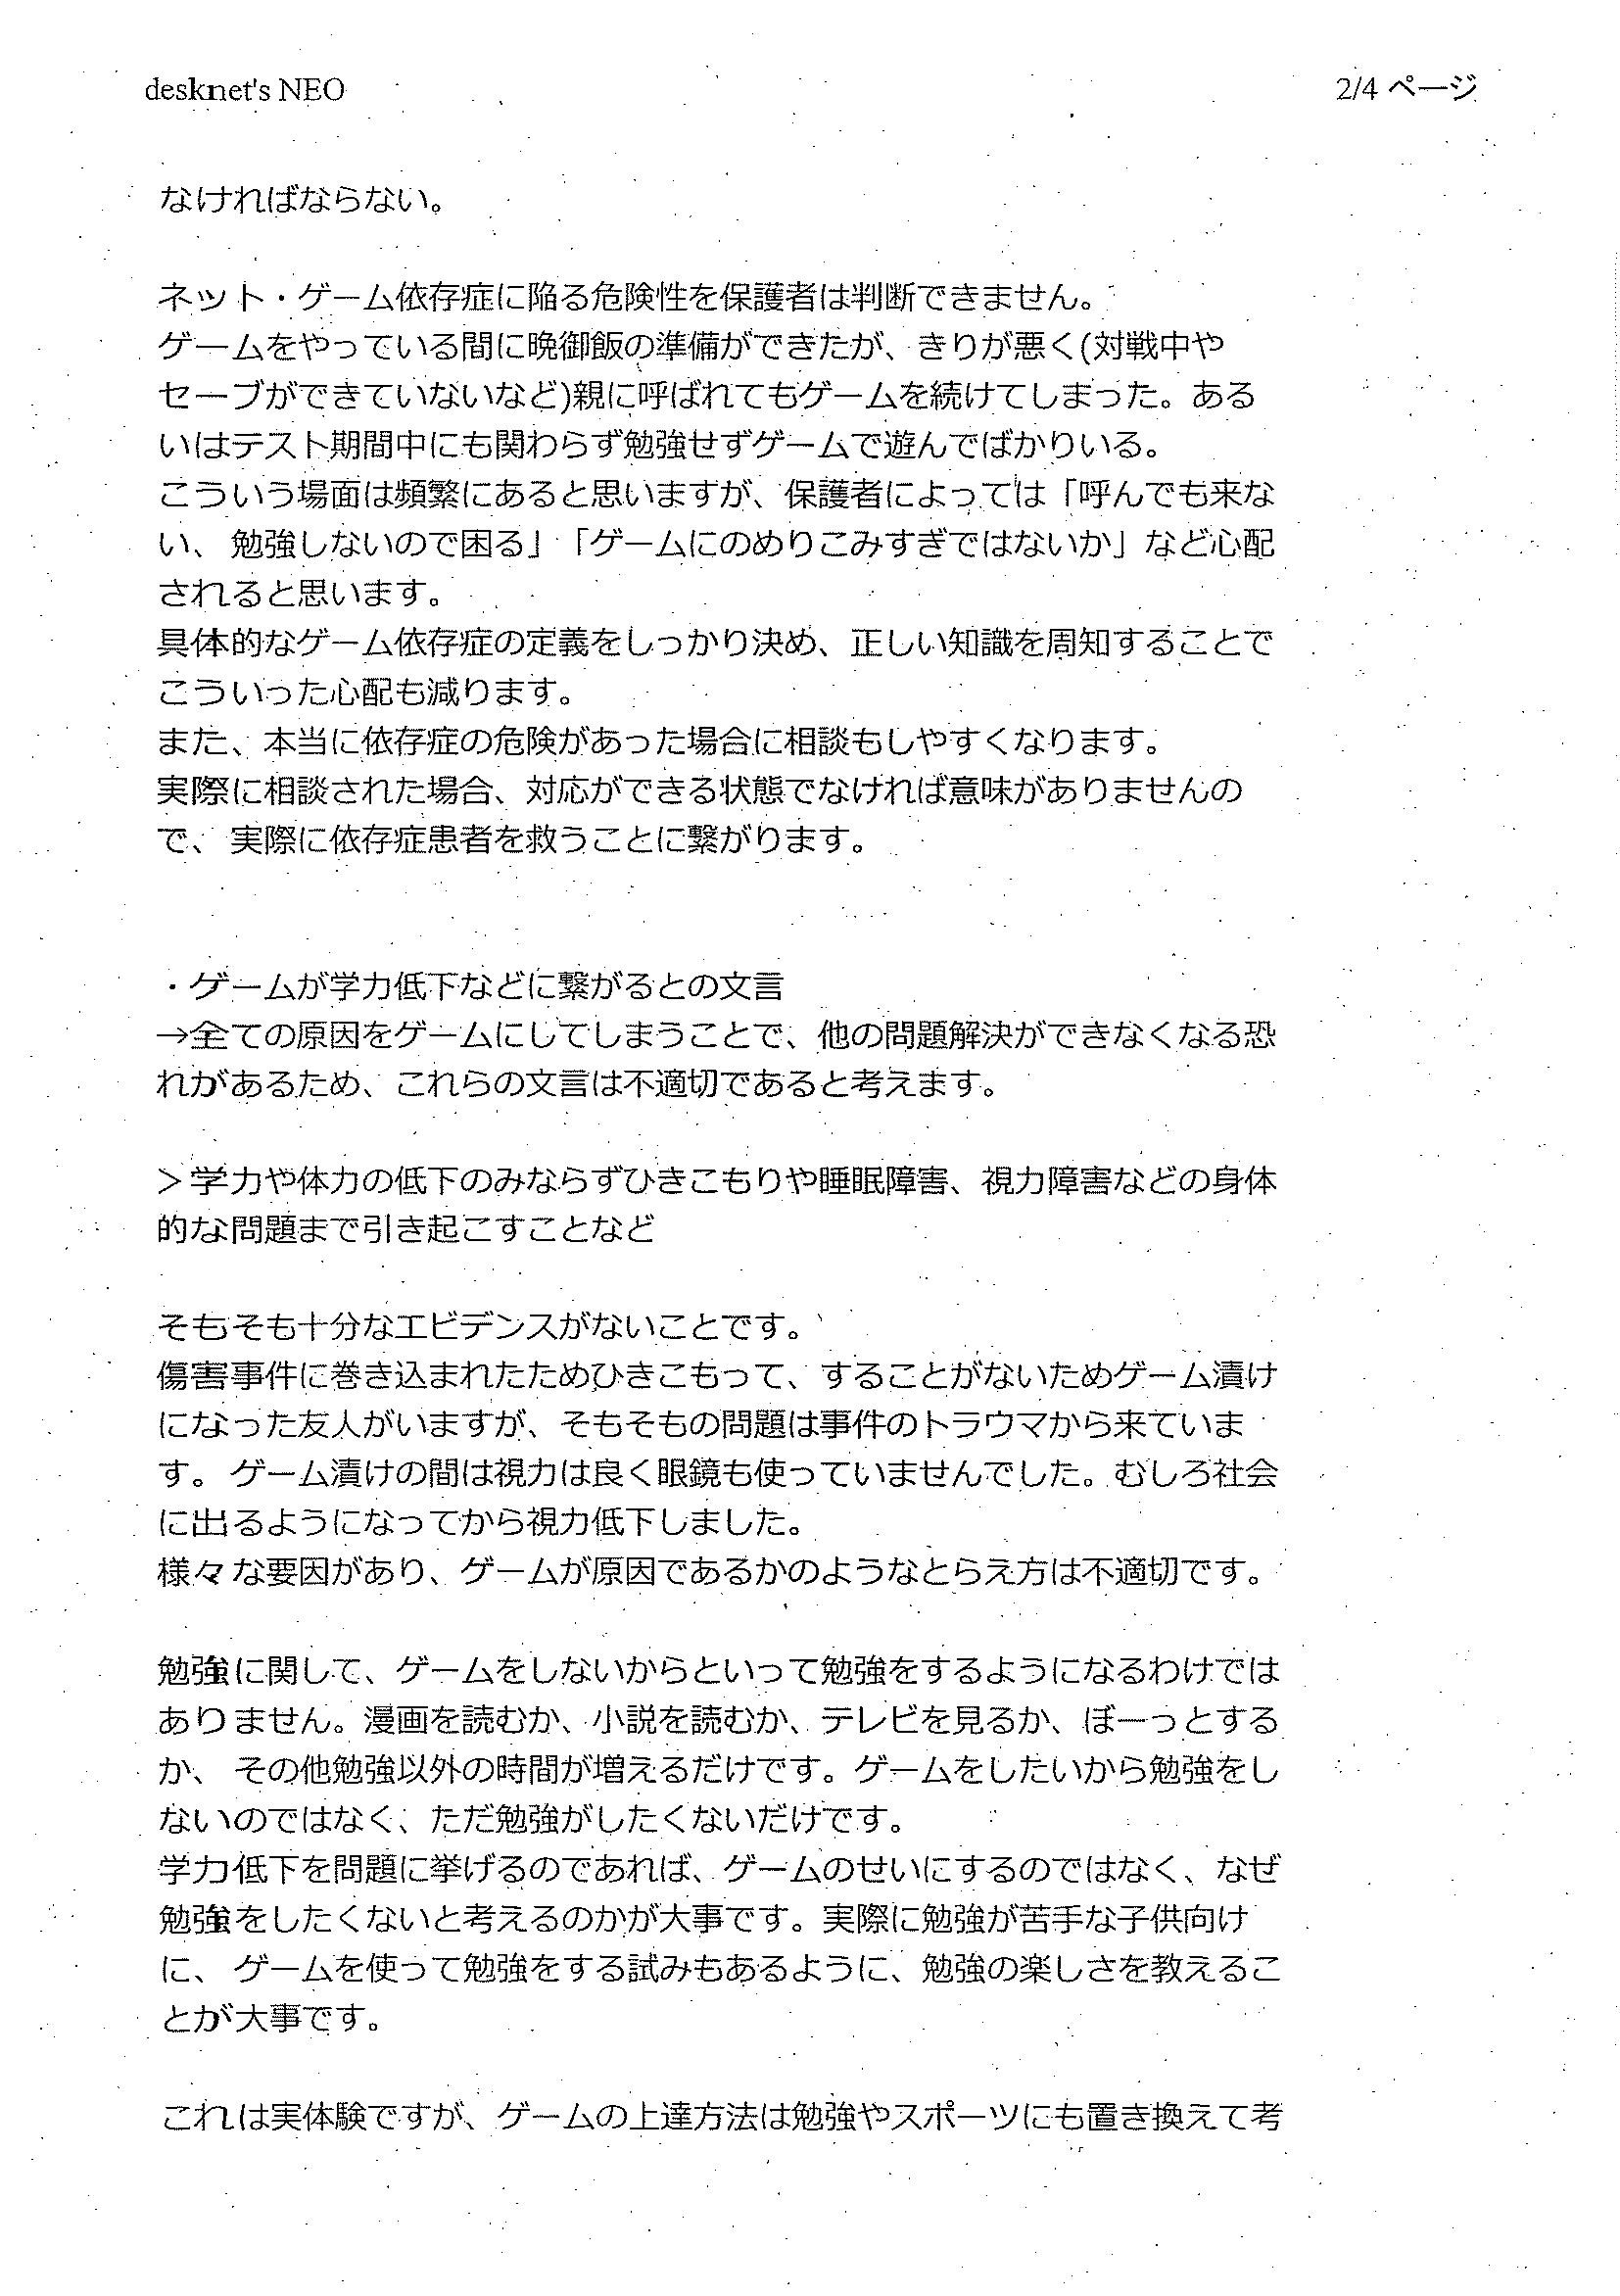 desknet's NEO
2/4 ページ
なければならない。
ネット・ゲーム依存症に陥る危険性を保護者は判断できません。
ゲームをやっている間に晩御飯の準備ができたが、きりが悪く(対戦中や
セーブができていないなど)親に呼ばれてもゲームを続けてしまった。ある
いはテスト期間中にも関わらず勉強せずゲームで遊んでばかりいる。
こういう場面は頻繁にあると思いますが、保護者によっては「呼んでも来な
い、勉強しないので困る」「ゲームにのめりこみすぎではないか」など心配
されると思います。
具体的なゲーム依存症の定義をしっかり決め、正しい知識を周知することで
こういった心配も減ります。
また、本当に依存症の危険があった場合に相談もしやすくなります。
実際に相談された場合、対応ができる状態でなければ意味がありませんの
で、実際に依存症患者を救うことに繋がります。
・ゲームが学力低下などに繋がるとの文言
→全ての原因をゲームにしてしまうことで、他の問題解決ができなくなる恐
れがあるため、これらの文言は不適切であると考えます。
＞学力や体力の低下のみならずひきこもりや睡眠障害、視力障害などの身体
的な問題まで引き起こすことなど
そもそも十分なエビデンスがないことです。
傷害事件に巻き込まれたためひきこもって、することがないためゲーム漬け
になった友人がいますが、そもそもの問題は事件のトラウマから来ていま
す。ゲーム漬けの間は視力は良く眼鏡も使っていませんでした。むしろ社会
に出るようになってから視力低下しました。
様々な要因があり、ゲームが原因であるかのようなとらえ方は不適切です。
勉強に関して、ゲームをしないからといって勉強をするようになるわけでは
ありません。漫画を読むか、小説を読むか、テレビを見るか、ぼーっとする
か、その他勉強以外の時間が増えるだけです。ゲームをしたいから勉強をし
ないのではなく、ただ勉強がしたくないだけです。
学力低下を問題に挙げるのであれば、ゲームのせいにするのではなく、なぜ
勉強をしたくないと考えるのかが大事です。実際に勉強が苦手な子供向け
に、ゲームを使って勉強をする試みもあるように、勉強の楽しさを教えるこ
とが大事です。
これは実体験ですが、ゲームの上達方法は勉強やスポーツにも置き換えて考